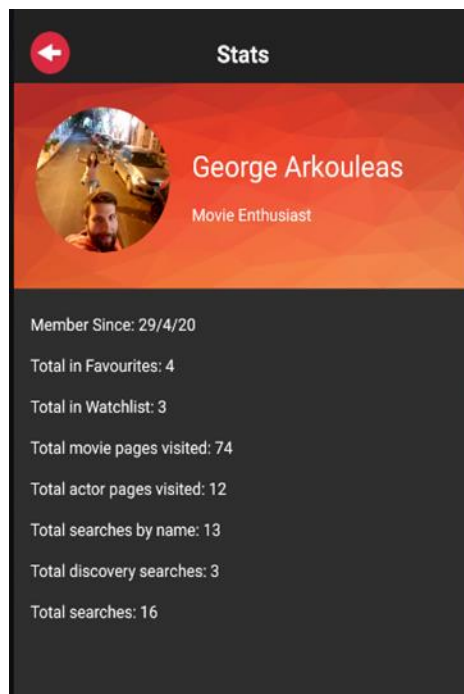 Stats
George Arkouleas
Movie Enthusiast
Member Since: 29/4/20
Total in Favourites: 4
Total in Watchlist: 3
Total movie pages visited: 74
Total actor pages visited: 12
Total searches by name: 13
Total discovery searches: 3
Total searches: 16